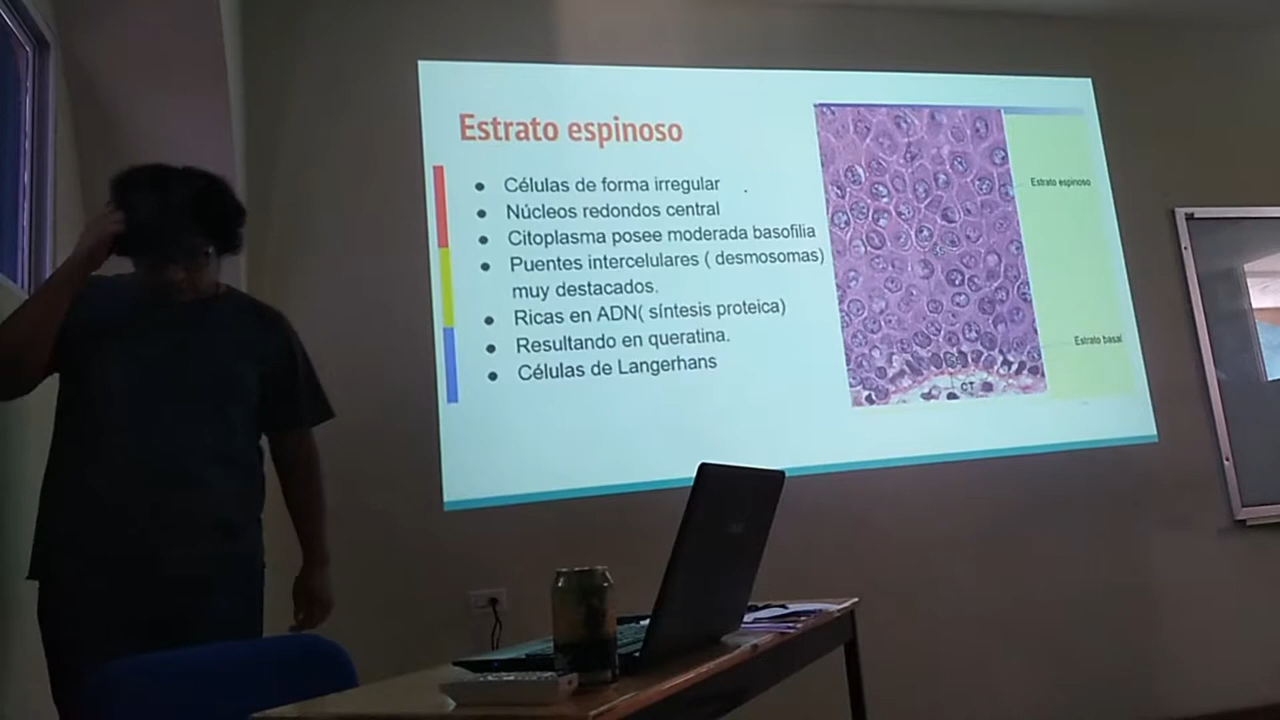 Estrato espinoso
● Células de forma irregular .
● Núcleos redondos central
● Citoplasma posee moderada basofilia
● Puentes intercelulares ( desmosomas)
muy destacados.
● Ricas en ADN( síntesis proteica)
● Resultando en queratina.
● Células de Langerhans
Estrato espinoso
Estrato basal
SS
CT